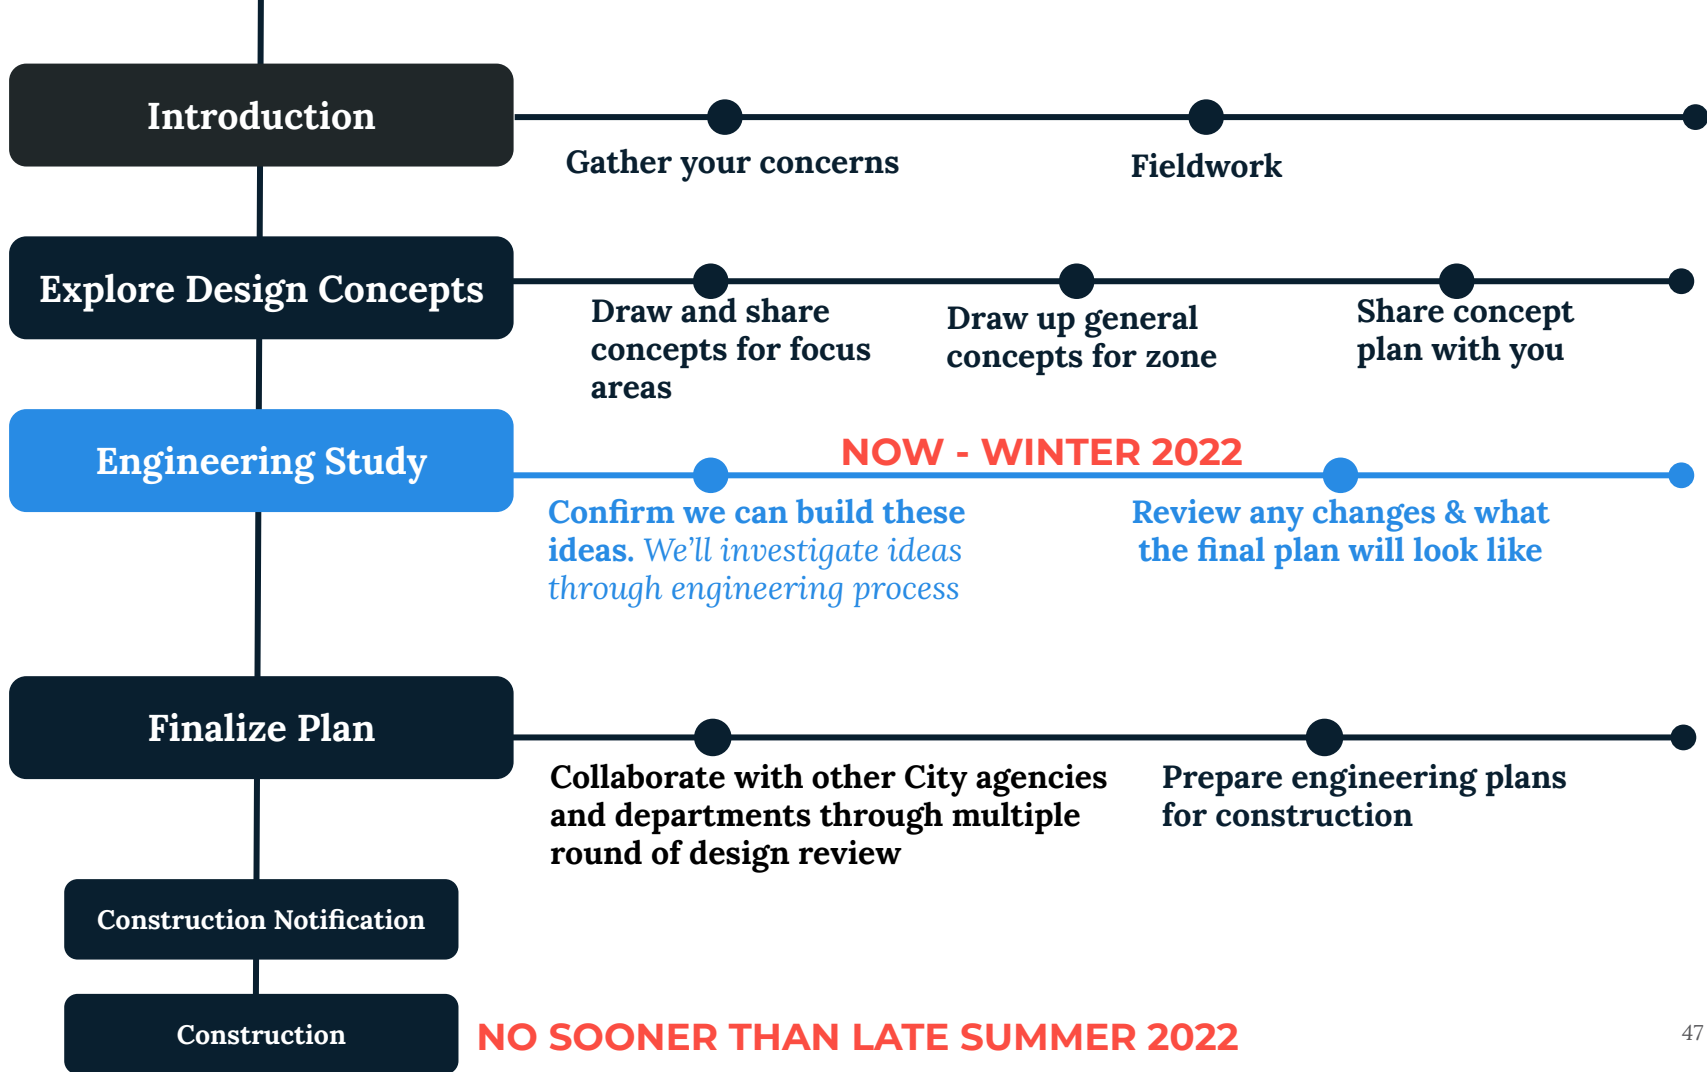 Introduction
Gather your concerns
Fieldwork
Explore Design Concepts
Draw and share
concepts for focus
areas
Draw up general
concepts for zone
Share concept
plan with you
Engineering Study
NOW - WINTER 2022
Confirm we can build these
ideas. We’ll investigate ideas
through engineering process
Review any changes & what
the final plan will look like
Finalize Plan
Collaborate with other City agencies
and departments through multiple
round of design review
Prepare engineering plans
for construction
Construction Notification
Construction
NO SOONER THAN LATE SUMMER 2022
47